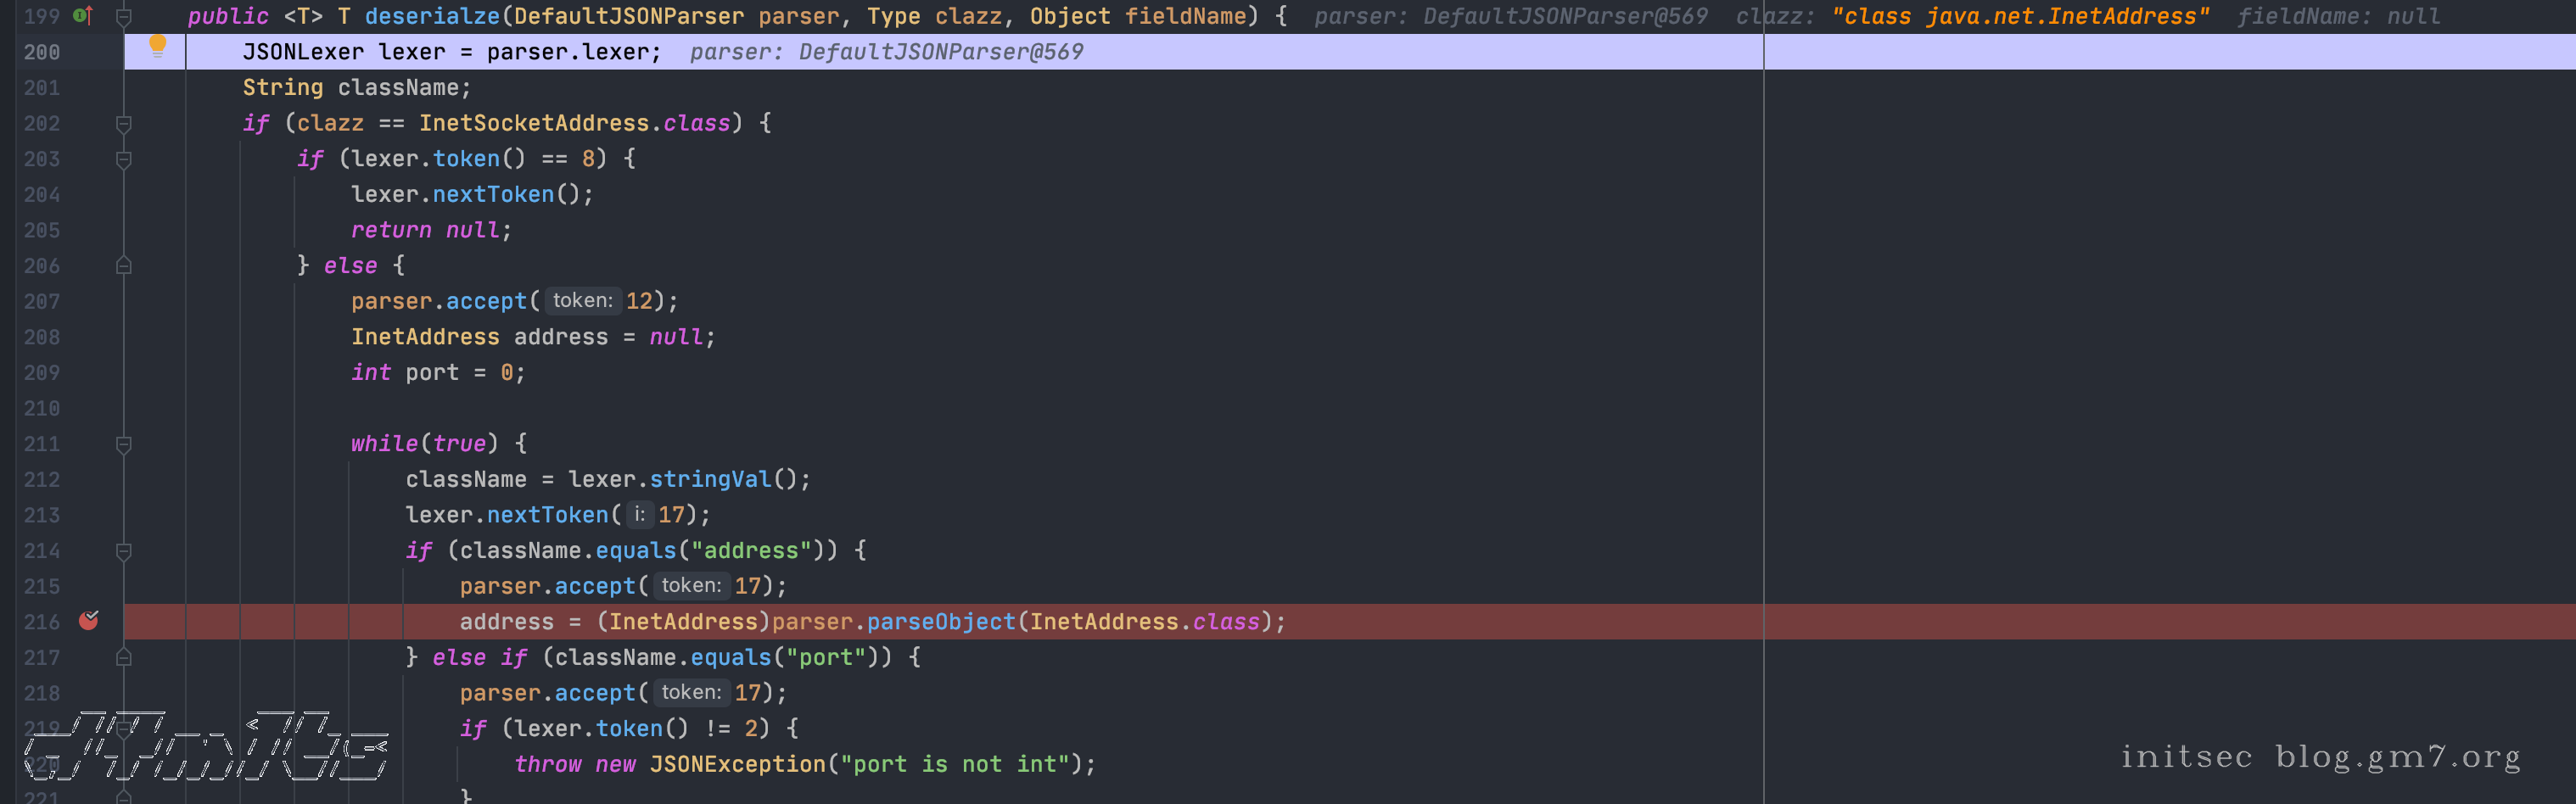 199 public <T> T deserialze(DefaultJSONParser parser, Type clazz, Object fieldName) { parser: DefaultJSONParser@569 clazz: "class java.net.InetAddress" fieldName: null
200 JSONLexer lexer = parser.lexer; parser: DefaultJSONParser@569
201 String className;
202 if (clazz == InetSocketAddress.class) {
203 if (lexer.token() == 8) {
204 lexer.nextToken();
205 return null;
206 } else {
207 parser.accept( token: 12);
208 InetAddress address = null;
209 int port = 0;
210
211 while(true) {
212 className = lexer.stringVal();
213 lexer.nextToken( i: 17);
214 if (className.equals("address")) {
215 parser.accept( token: 17);
216 address = (InetAddress)parser.parseObject(InetAddress.class);
217 } else if (className.equals("port")) {
218 parser.accept( token: 17);
219 if (lexer.token() != 2) {
220 throw new JSONException("port is not int");
221 }
initsec blog.gm7.org